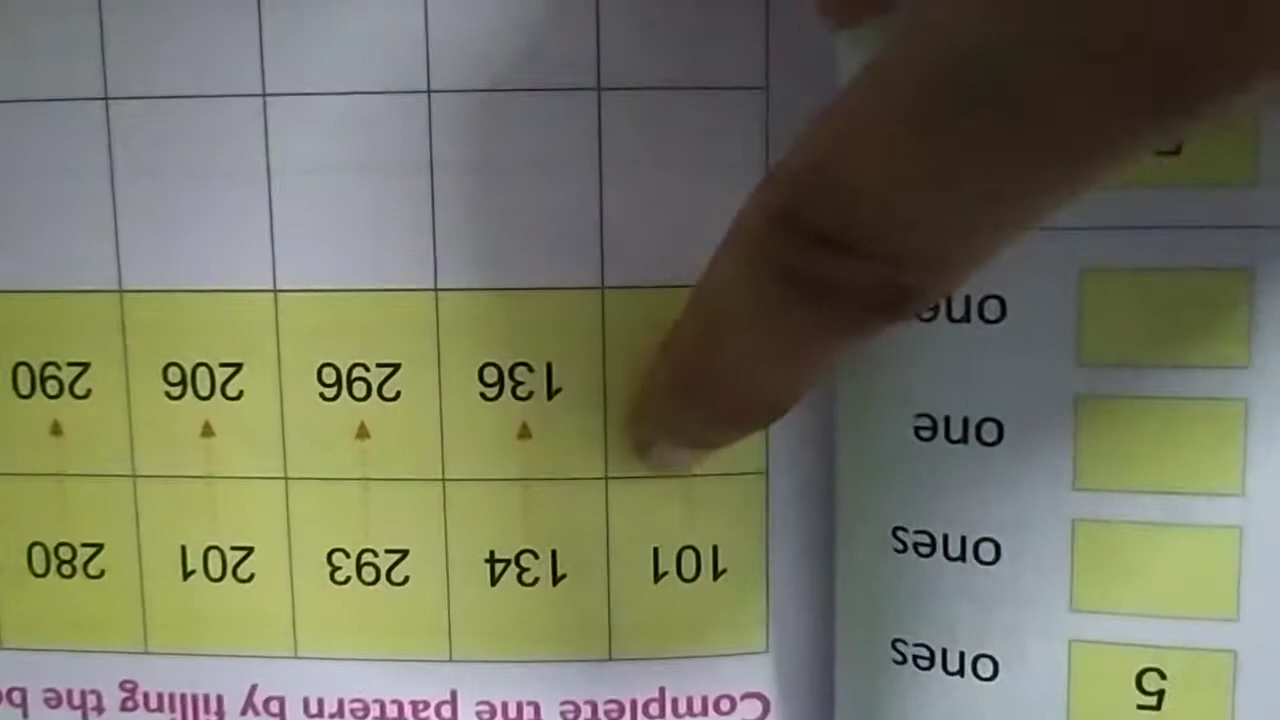 Complete the pattern by filling the b
101 134 293 201 280
136 296 206 290
5 ones
ones
one
one